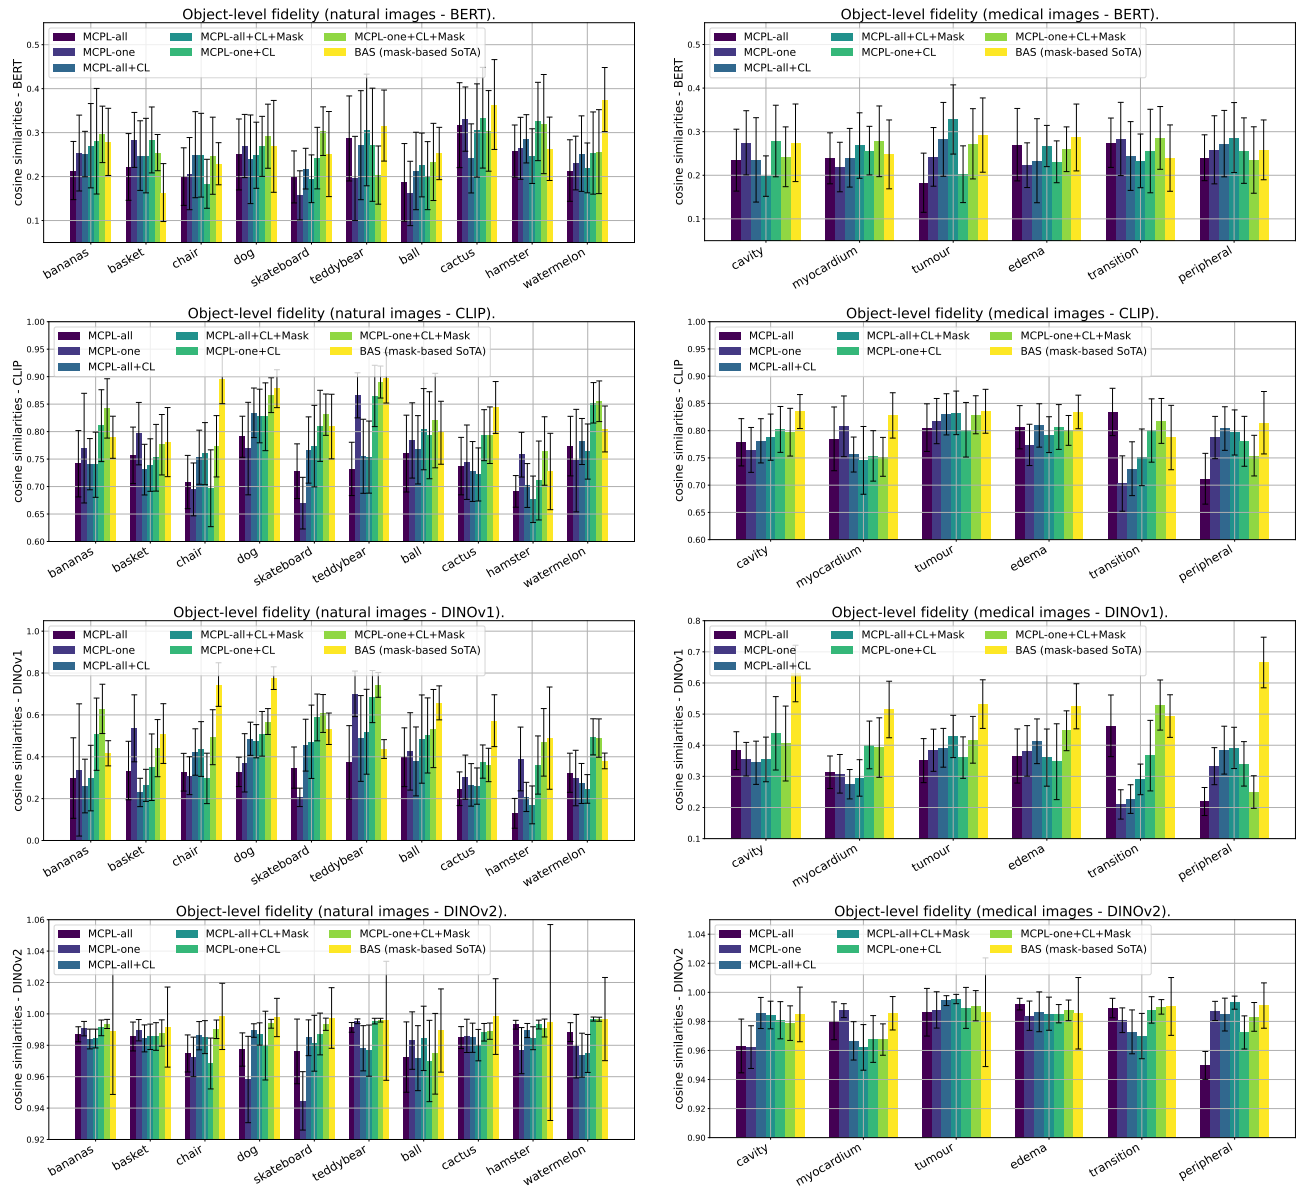 Object-level fidelity (natural images - BERT).
MCPL-all
MCPL-one
MCPL-all+CL
MCPL-all+CL+Mask
MCPL-one+CL
MCPL-one+CL+Mask
BAS (mask-based SoTA)
cosine similarities - BERT
0.5
0.4
0.3
0.2
0.1
bananas
basket
chair
dog
skateboard
teddybear
ball
cactus
hamster
watermelon
Object-level fidelity (medical images - BERT).
MCPL-all
MCPL-one
MCPL-all+CL
MCPL-all+CL+Mask
MCPL-one+CL
MCPL-one+CL+Mask
BAS (mask-based SoTA)
cosine similarities - BERT
0.5
0.4
0.3
0.2
0.1
cavity
myocardium
tumour
edema
transition
peripheral
Object-level fidelity (natural images - CLIP).
MCPL-all
MCPL-one
MCPL-all+CL
MCPL-all+CL+Mask
MCPL-one+CL
MCPL-one+CL+Mask
BAS (mask-based SoTA)
cosine similarities - CLIP
1.00
0.95
0.90
0.85
0.80
0.75
0.70
0.65
0.60
bananas
basket
chair
dog
skateboard
teddybear
ball
cactus
hamster
watermelon
Object-level fidelity (medical images - CLIP).
MCPL-all
MCPL-one
MCPL-all+CL
MCPL-all+CL+Mask
MCPL-one+CL
MCPL-one+CL+Mask
BAS (mask-based SoTA)
cosine similarities - CLIP
1.00
0.95
0.90
0.85
0.80
0.75
0.70
0.65
0.60
cavity
myocardium
tumour
edema
transition
peripheral
Object-level fidelity (natural images - DINOv1).
MCPL-all
MCPL-one
MCPL-all+CL
MCPL-all+CL+Mask
MCPL-one+CL
MCPL-one+CL+Mask
BAS (mask-based SoTA)
cosine similarities - DINOv1
1.0
0.8
0.6
0.4
0.2
0.0
bananas
basket
chair
dog
skateboard
teddybear
ball
cactus
hamster
watermelon
Object-level fidelity (medical images - DINOv1).
MCPL-all
MCPL-one
MCPL-all+CL
MCPL-all+CL+Mask
MCPL-one+CL
MCPL-one+CL+Mask
BAS (mask-based SoTA)
cosine similarities - DINOv1
0.8
0.7
0.6
0.5
0.4
0.3
0.2
0.1
cavity
myocardium
tumour
edema
transition
peripheral
Object-level fidelity (natural images - DINOv2).
MCPL-all
MCPL-one
MCPL-all+CL
MCPL-all+CL+Mask
MCPL-one+CL
MCPL-one+CL+Mask
BAS (mask-based SoTA)
cosine similarities - DINOv2
1.06
1.04
1.02
1.00
0.98
0.96
0.94
0.92
bananas
basket
chair
dog
skateboard
teddybear
ball
cactus
hamster
watermelon
Object-level fidelity (medical images - DINOv2).
MCPL-all
MCPL-one
MCPL-all+CL
MCPL-all+CL+Mask
MCPL-one+CL
MCPL-one+CL+Mask
BAS (mask-based SoTA)
cosine similarities - DINOv2
1.04
1.02
1.00
0.98
0.96
0.94
0.92
0.90
cavity
myocardium
tumour
edema
transition
peripheral